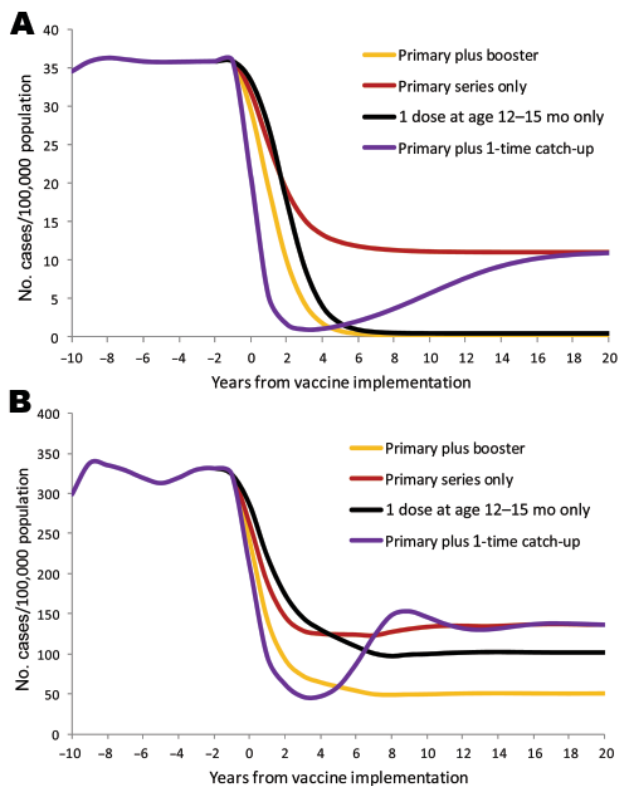 A
No. cases/100,000 population
40
35
30
25
20
15
10
5
0
Primary plus booster
Primary series only
1 dose at age 12–15 mo only
Primary plus 1-time catch-up
–10 –8 –6 –4 –2 0 2 4 6 8 10 12 14 16 18 20
Years from vaccine implementation
B
No. cases/100,000 population
400
350
300
250
200
150
100
50
0
Primary plus booster
Primary series only
1 dose at age 12–15 mo only
Primary plus 1-time catch-up
–10 –8 –6 –4 –2 0 2 4 6 8 10 12 14 16 18 20
Years from vaccine implementation